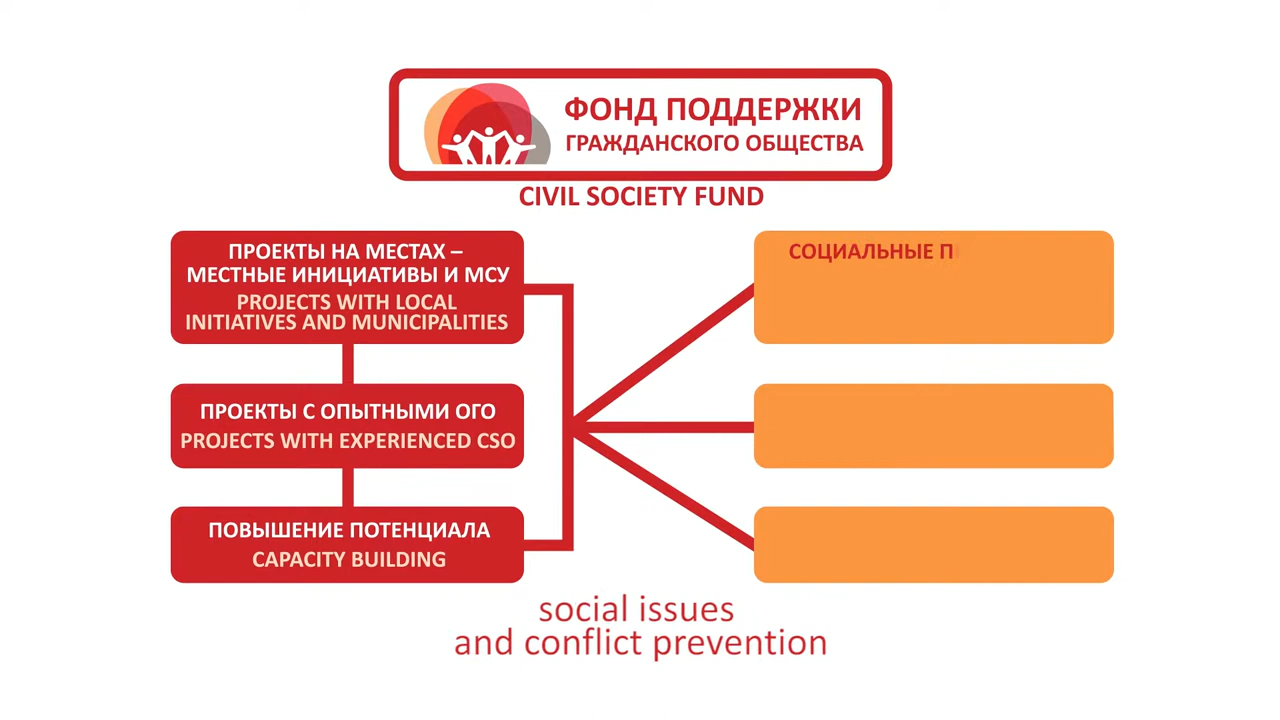 ФОНД ПОДДЕРЖКИ
ГРАЖДАНСКОГО ОБЩЕСТВА
CIVIL SOCIETY FUND
ПРОЕКТЫ НА МЕСТАХ –
МЕСТНЫЕ ИНИЦИАТИВЫ И МСУ
PROJECTS WITH LOCAL
INITIATIVES AND MUNICIPALITIES
ПРОЕКТЫ С ОПЫТНЫМИ ОГО
PROJECTS WITH EXPERIENCED CSO
ПОВЫШЕНИЕ ПОТЕНЦИАЛА
CAPACITY BUILDING
СОЦИАЛЬНЫЕ
social issues
and conflict prevention